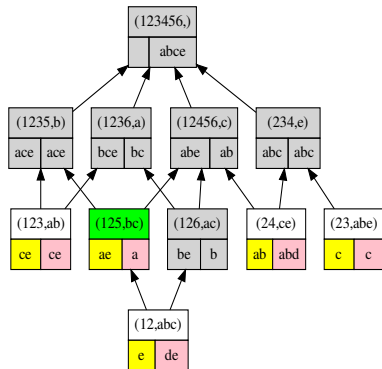 (123456,)
abce
(1235,b) (1236,a) (12456,c) (234,e)
ace ace bce bc abe ab abc abc
(123,ab) (125,bc) (126,ac) (24,ce) (23,abe)
ce ce ae a be b ab abd c c
(12,abc)
e de